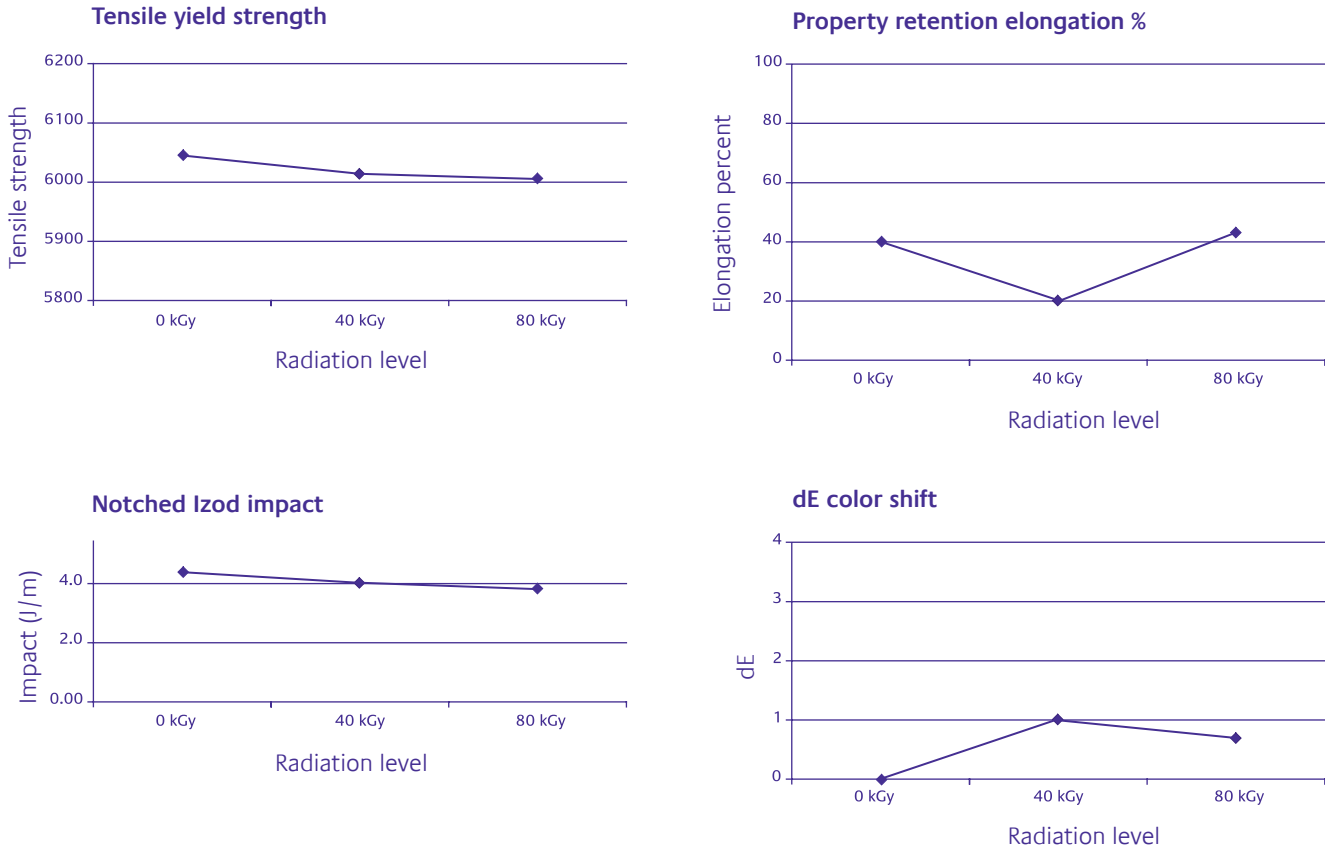 Tensile yield strength
6200
6100
6000
5900
5800
Tensile strength
0 kGy 40 kGy 80 kGy
Radiation level
Property retention elongation %
100
80
60
40
20
0
Elongation percent
0 kGy 40 kGy 80 kGy
Radiation level
Notched Izod impact
4.0
2.0
0.00
Impact (J/m)
0 kGy 40 kGy 80 kGy
Radiation level
dE color shift
4
3
2
1
0
dE
0 kGy 40 kGy 80 kGy
Radiation level